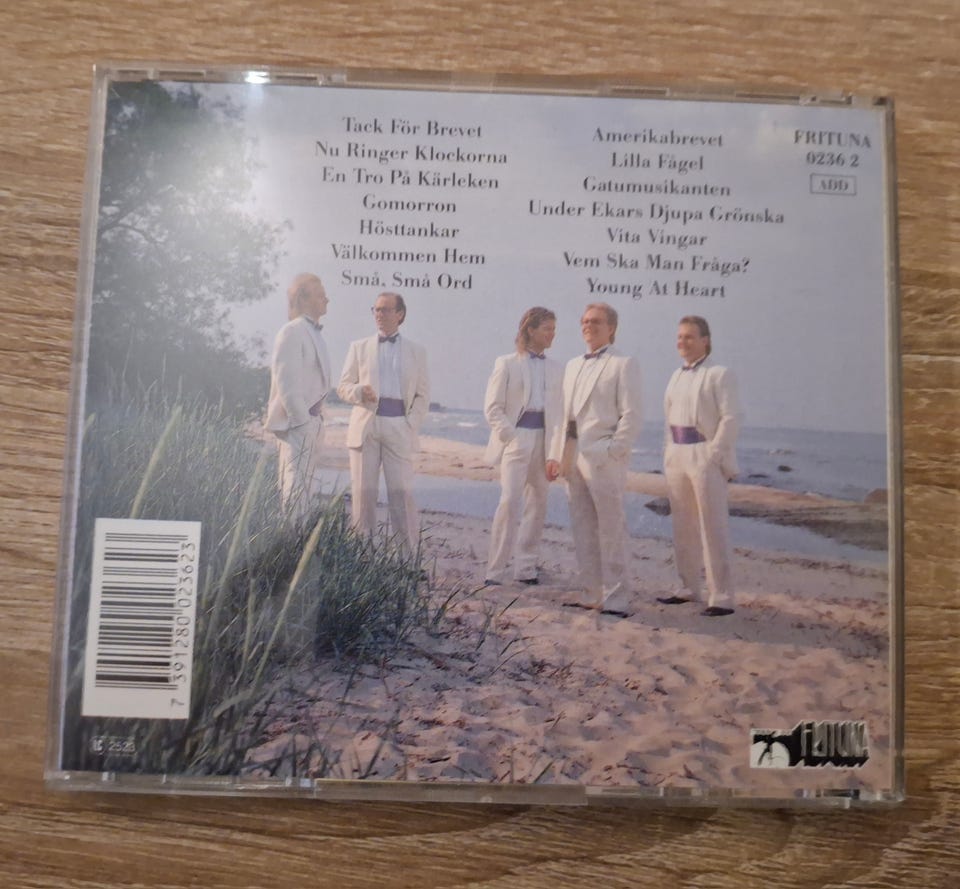 Tack För Brevet
Nu Ringer Klockorna
En Tro På Kärleken
Gomorron
Hösttankar
Välkommen Hem
Små, Små Ord
Amerikabrevet
Lilla Fågel
Gatumusikanten
Under Ekars Djupa Grönska
Vita Vingar
Vem Ska Man Fråga?
Young At Heart
FRITUNA
0236 2
ADD
7 391280 023623
LC 2523
FRITUNA